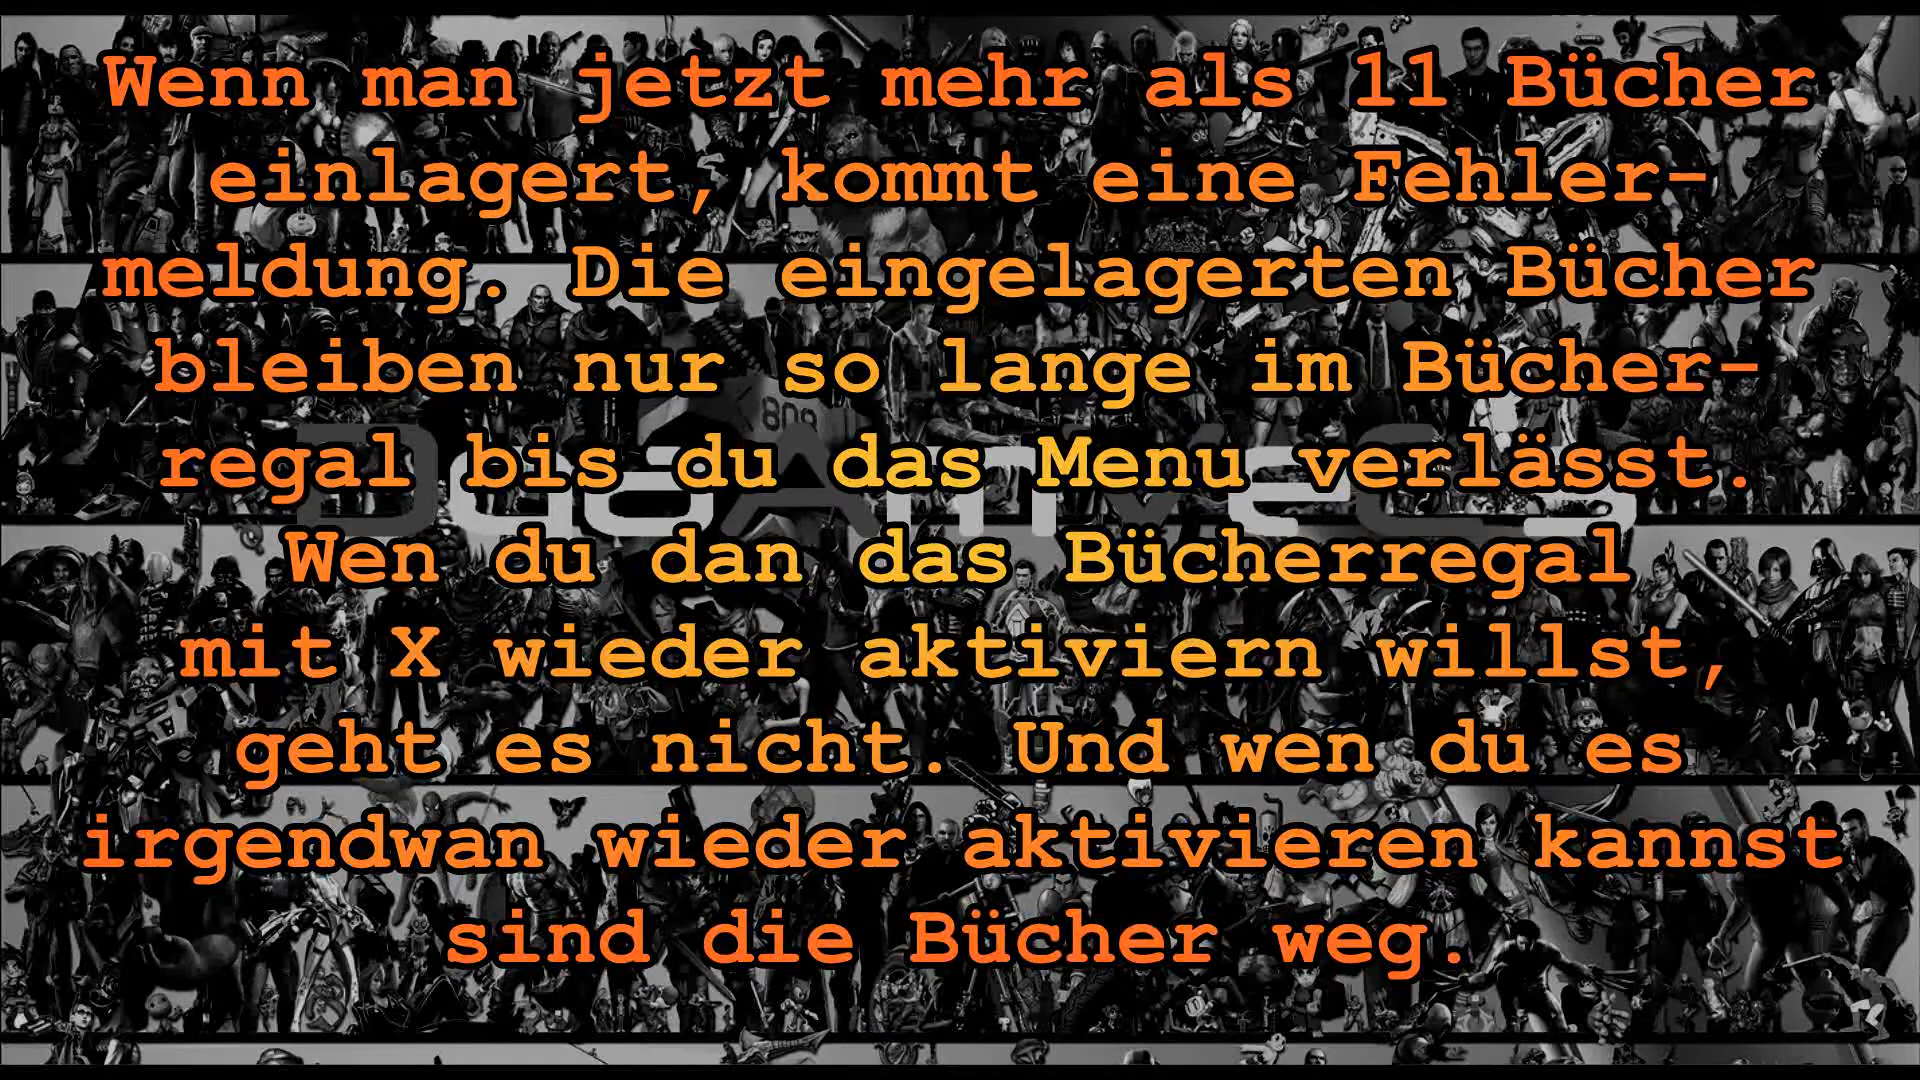 Wenn man jetzt mehr als 11 Bücher
einlagert, kommt eine Fehler-
meldung. Die eingelagerten Bücher
bleiben nur so lange im Bücher-
regal bis du das Menu verlässt.
Wen du dan das Bücherregal
mit X wieder aktiviern willst,
geht es nicht. Und wen du es
irgendwan wieder aktivieren kannst
sind die Bücher weg.